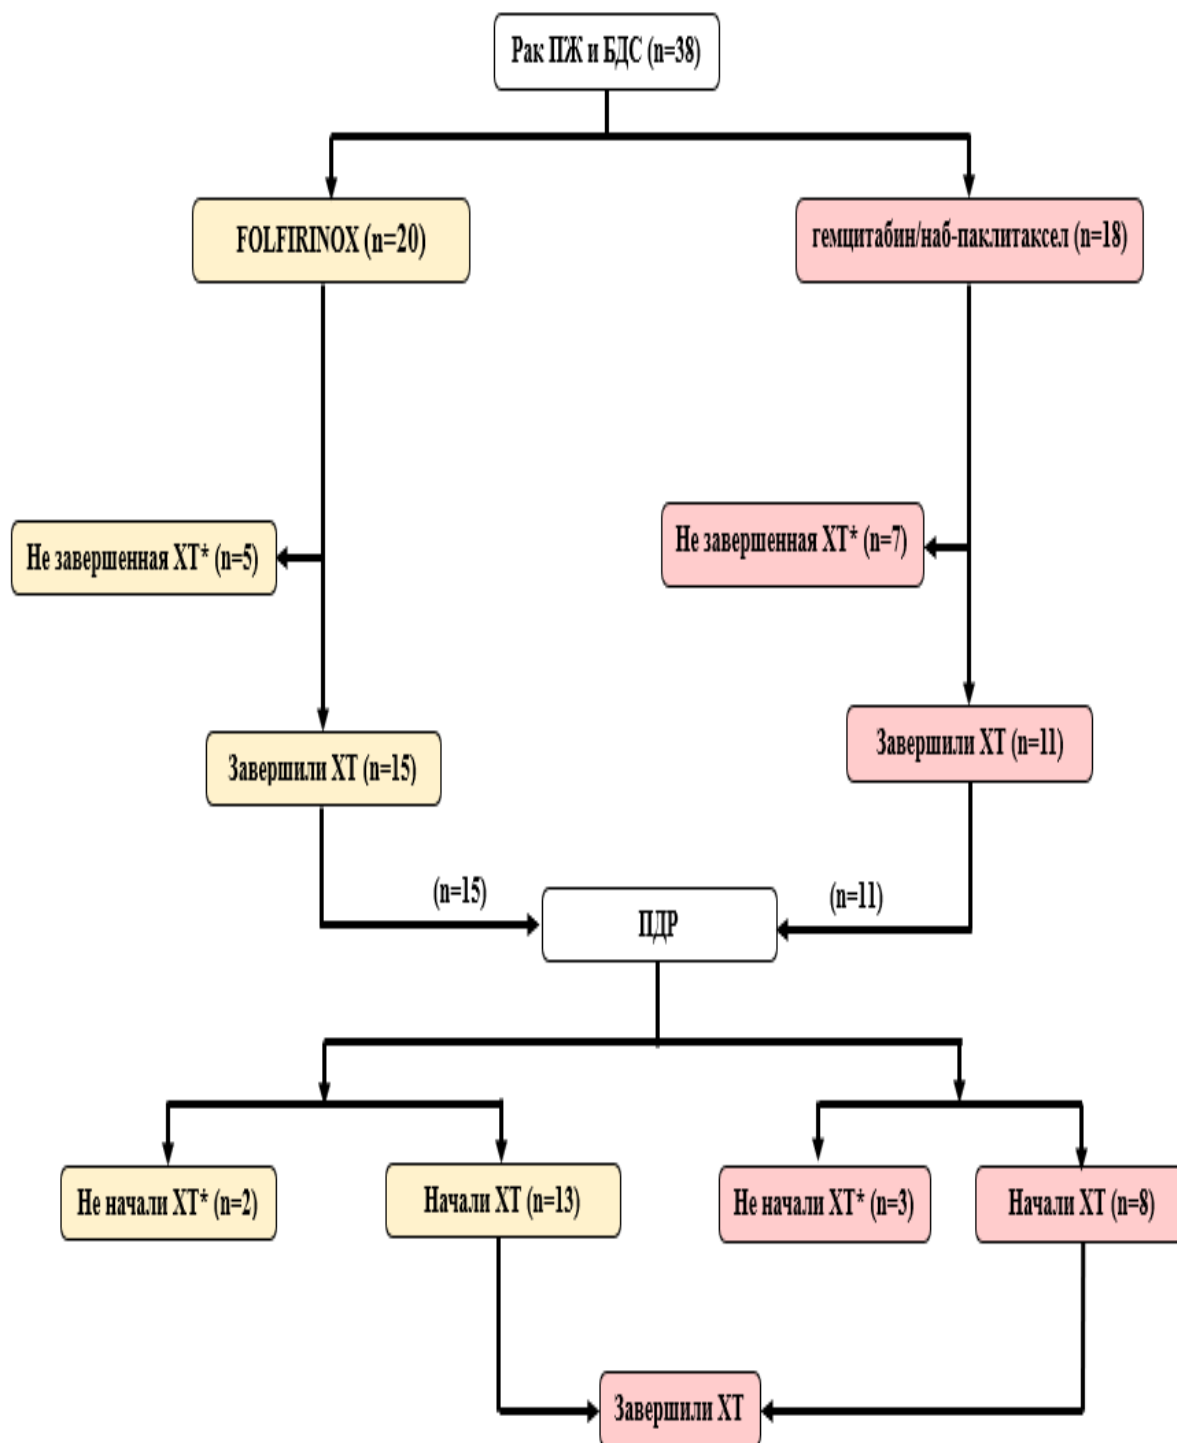 Рак ПЖ и БДС (n=38)
FOLFIRINOX (n=20)
гемцитабин/наб-паклитаксел (n=18)
Не завершенная ХТ* (n=5)
Не завершенная ХТ* (n=7)
Завершили ХТ (n=15)
Завершили ХТ (n=11)
(n=15)
(n=11)
ПДР
Не начали ХТ* (n=2)
Начали ХТ (n=13)
Не начали ХТ* (n=3)
Начали ХТ (n=8)
Завершили ХТ